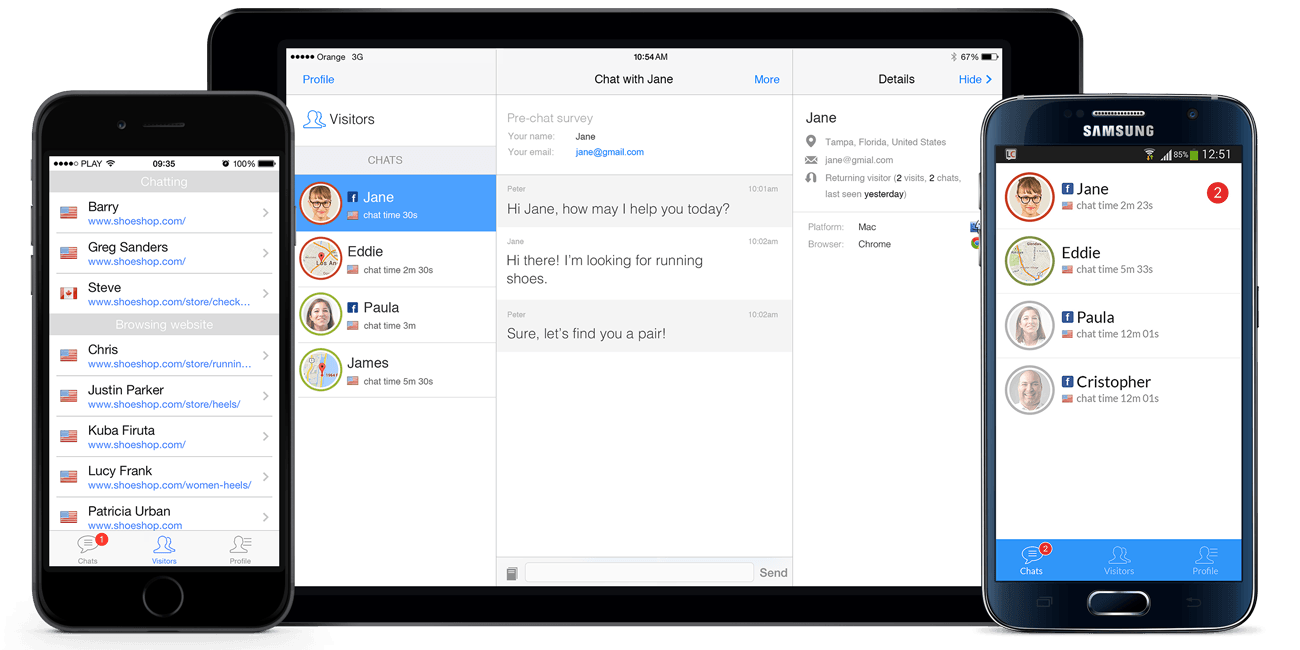 PLAY
09:35
100%
Chatting
Barry
www.shoeshop.com/
Greg Sanders
www.shoeshop.com/
Steve
www.shoeshop.com/store/check...
Browsing website
Chris
www.shoeshop.com/store/runnin...
Justin Parker
www.shoeshop.com/store/heels/
Kuba Firuta
www.shoeshop.com/
Lucy Frank
www.shoeshop.com/women-heels/
Patricia Urban
www.shoeshop.com
1
Chats
Visitors
Profile
Orange 3G
10:54AM
67%
Profile
Chat with Jane
More
Details
Hide
Visitors
CHATS
Jane
chat time 30s
Eddie
chat time 2m 30s
Paula
chat time 3m
James
chat time 5m 30s
Pre-chat survey
Your name: Jane
Your email: jane@gmail.com
Peter 10:01am
Hi Jane, how may I help you today?
Jane 10:02am
Hi there! I'm looking for running
shoes.
Peter 10:02am
Sure, let's find you a pair!
Send
Jane
Tampa, Florida, United States
jane@gmial.com
Returning visitor (2 visits, 2 chats,
last seen yesterday)
Platform: Mac
Browser: Chrome
SAMSUNG
LC
85%
12:51
Jane
2
chat time 2m 23s
Eddie
chat time 5m 33s
Paula
chat time 12m 01s
Cristopher
chat time 12m 01s
2
Chats
Visitors
Profile